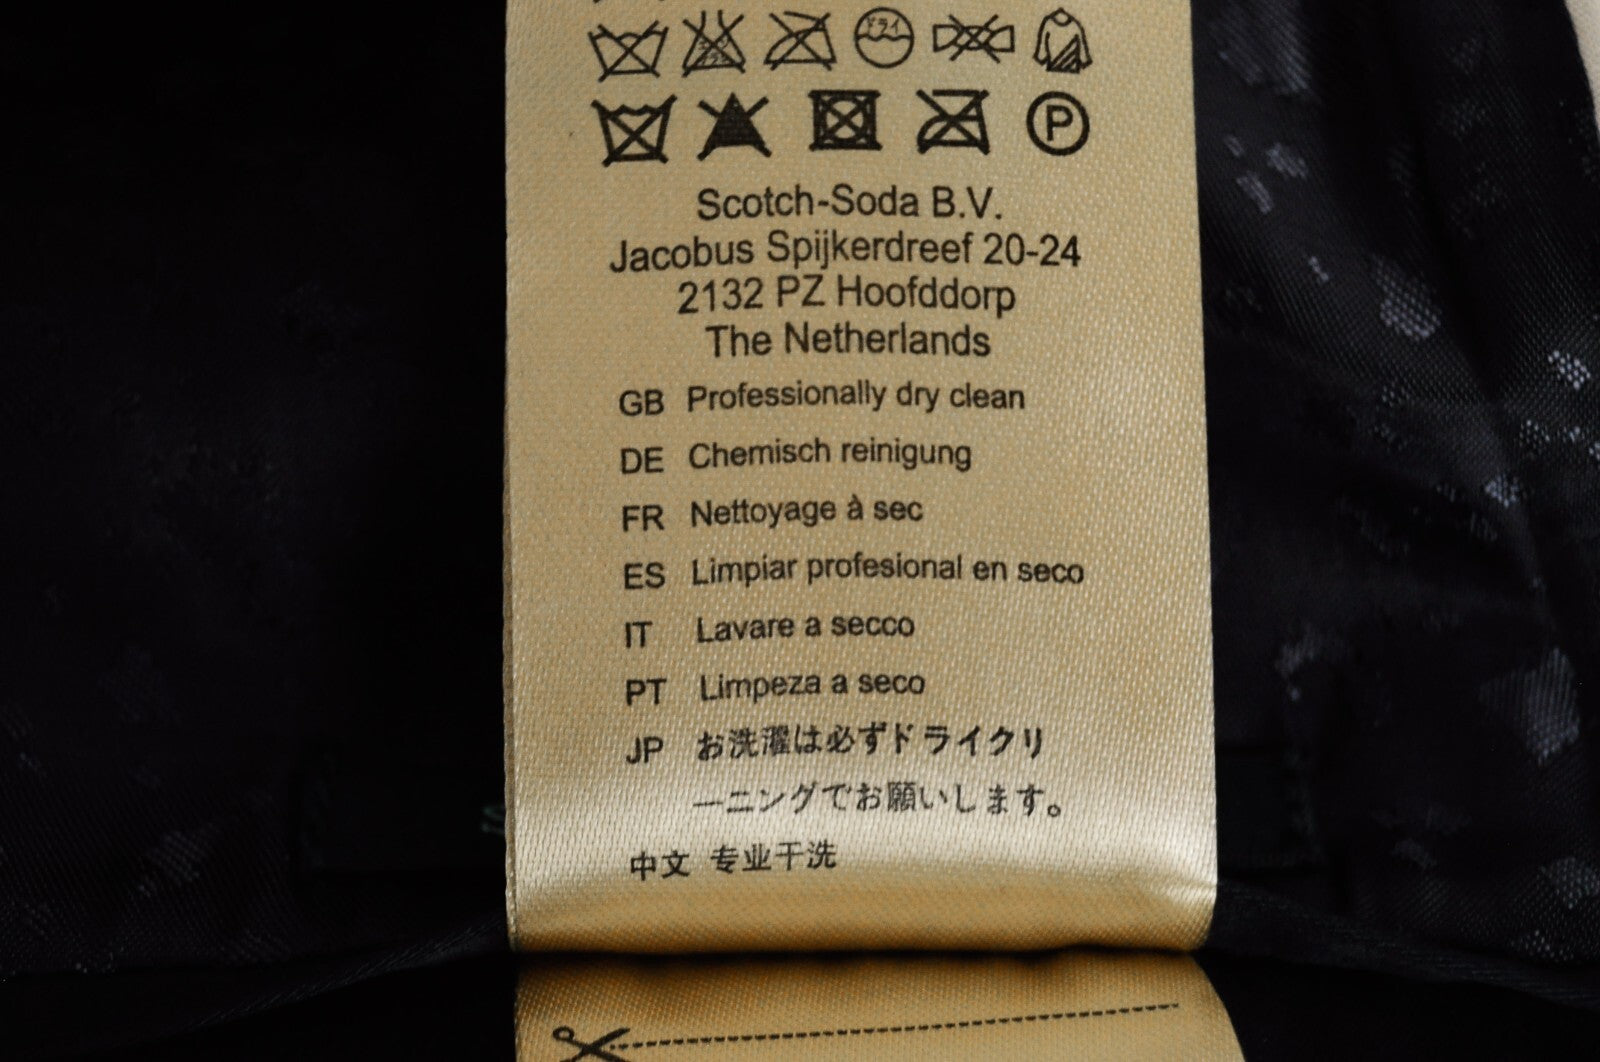 ドライ
P
Scotch-Soda B.V.
Jacobus Spijkerdreef 20-24
2132 PZ Hoofddorp
The Netherlands
GB Professionally dry clean
DE Chemisch reinigung
FR Nettoyage à sec
ES Limpiar profesional en seco
IT Lavare a secco
PT Limpeza a seco
JP お洗濯は必ずドライクリ
ーニングでお願いします。
中文 专业干洗